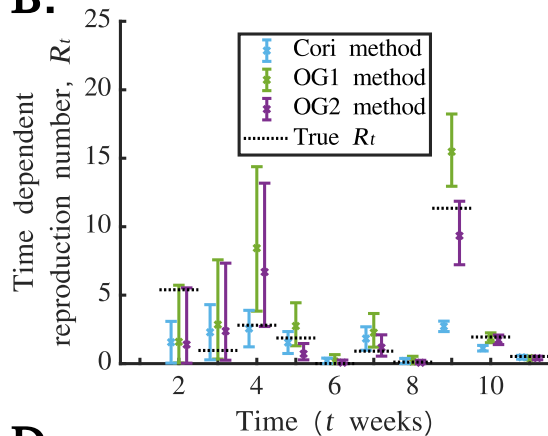 B.
Time dependent
reproduction number, Rt
25
20
15
10
5
0
Cori method
OG1 method
OG2 method
True Rt
2 4 6 8 10
Time (t weeks)